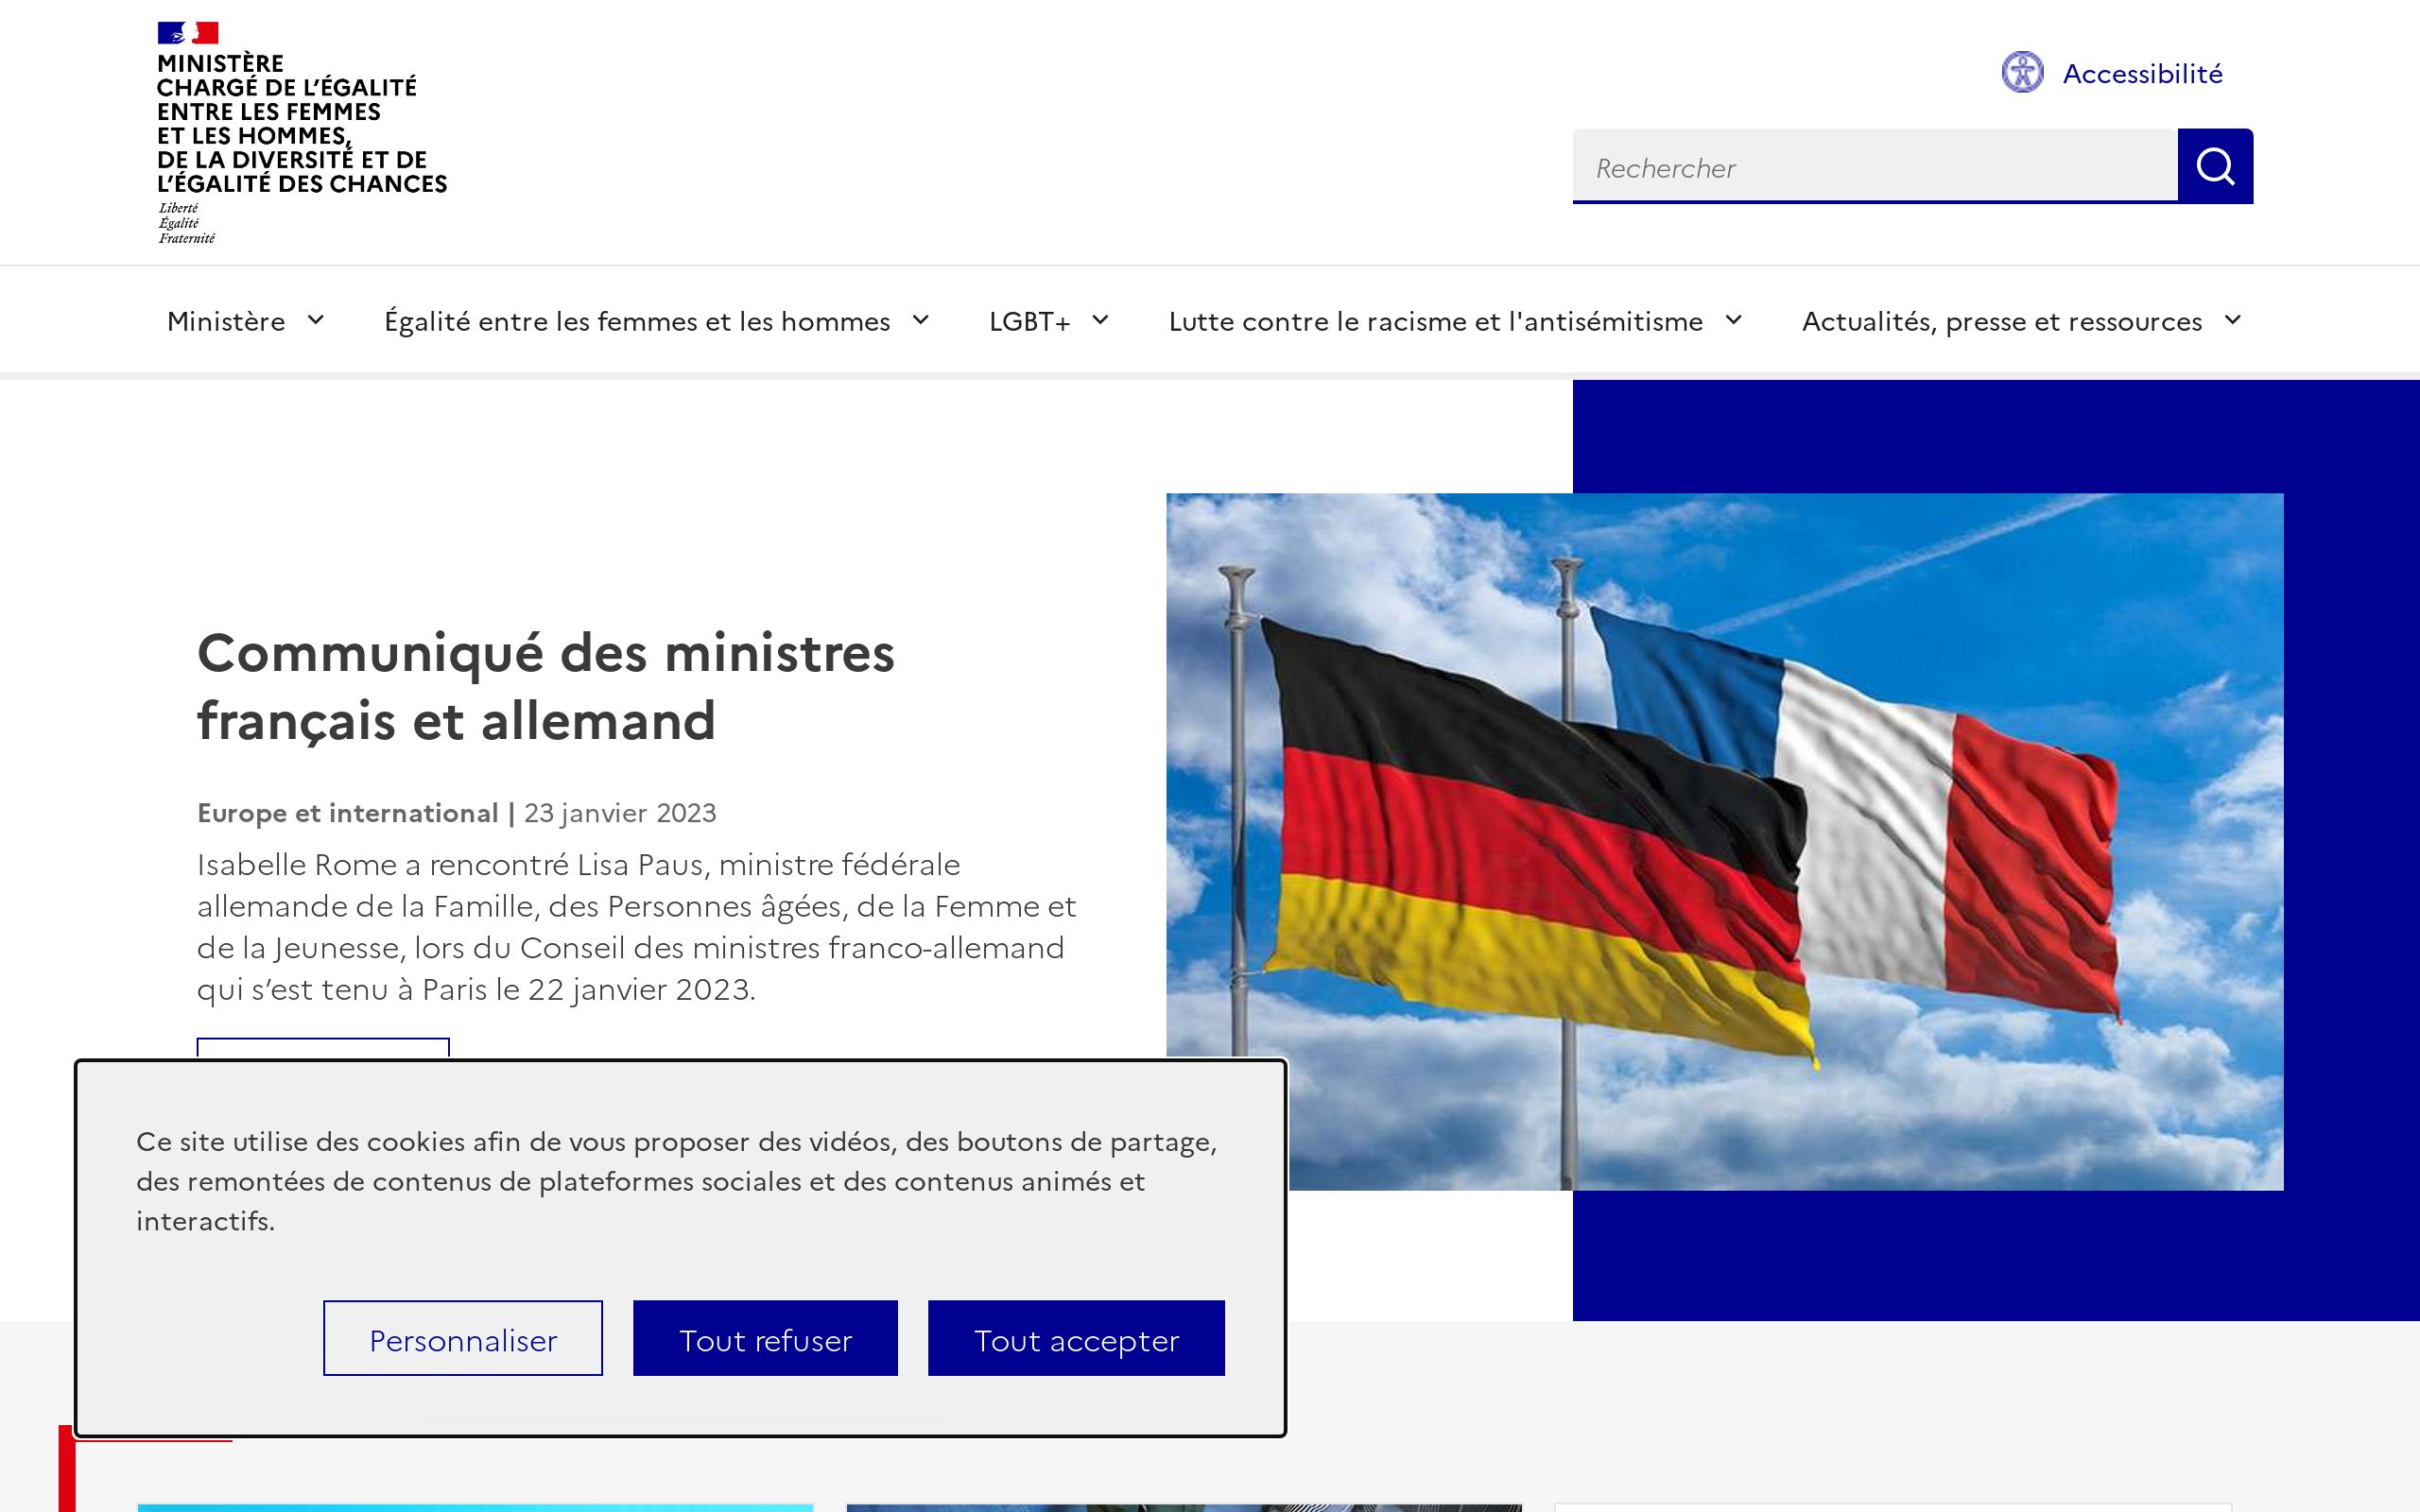 MINISTÈRE
CHARGÉ DE L'ÉGALITÉ
ENTRE LES FEMMES
ET LES HOMMES,
DE LA DIVERSITÉ ET DE
L'ÉGALITÉ DES CHANCES
Liberté
Égalité
Fraternité
Accessibilité
Rechercher
Ministère
Égalité entre les femmes et les hommes
LGBT+
Lutte contre le racisme et l'antisémitisme
Actualités, presse et ressources
Communiqué des ministres
français et allemand
Europe et international | 23 janvier 2023
Isabelle Rome a rencontré Lisa Paus, ministre fédérale
allemande de la Famille, des Personnes âgées, de la Femme et
de la Jeunesse, lors du Conseil des ministres franco-allemand
qui s’est tenu à Paris le 22 janvier 2023.
Ce site utilise des cookies afin de vous proposer des vidéos, des boutons de partage,
des remontées de contenus de plateformes sociales et des contenus animés et
interactifs.
Personnaliser
Tout refuser
Tout accepter